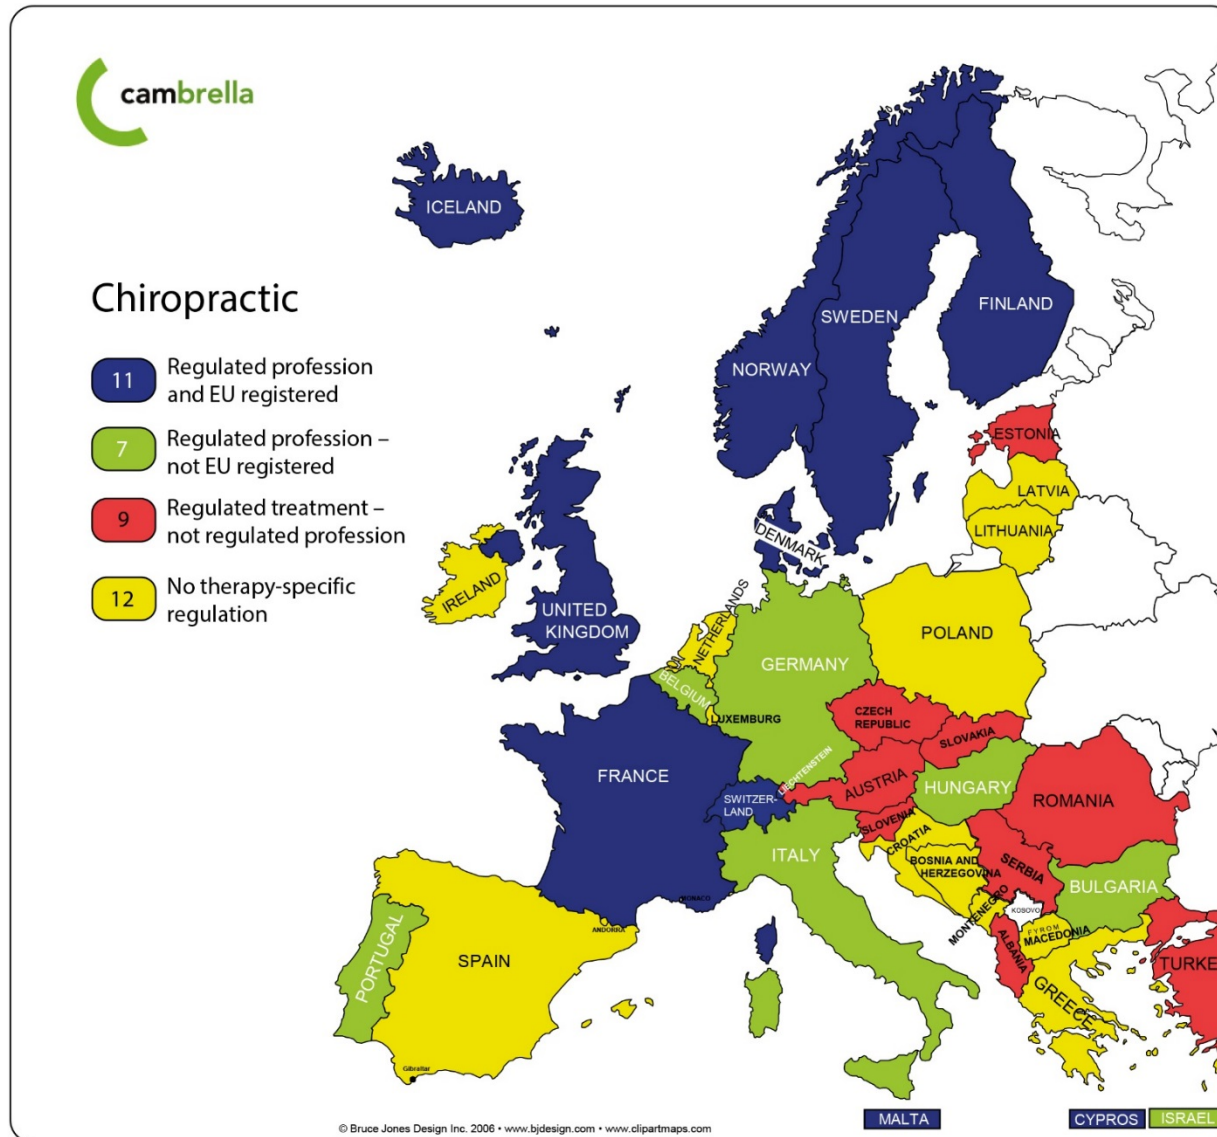 cambrella
ICELAND
Chiropractic
11 Regulated profession
and EU registered
7 Regulated profession –
not EU registered
9 Regulated treatment –
not regulated profession
12 No therapy-specific
regulation
FINLAND
SWEDEN
NORWAY
ESTONIA
LATVIA
LITHUANIA
DENMARK
IRELAND
UNITED
KINGDOM
NETHERLANDS
POLAND
BELGIUM
GERMANY
LUXEMBURG
CZECH
REPUBLIC
SLOVAKIA
LIECHTENSTEIN
FRANCE
SWITZER-
LAND
AUSTRIA
HUNGARY
ROMANIA
SLOVENIA
CROATIA
ITALY
BOSNIA AND
HERZEGOVINA
SERBIA
BULGARIA
MONACO
MONTENEGRO
KOSOVO
ANDORRA
FYROM
MACEDONIA
ALBANIA
PORTUGAL
SPAIN
TURKE
GREECE
Gibraltar
MALTA
CYPROS
ISRAEL
© Bruce Jones Design Inc. 2006 • www.bjdesign.com • www.clipartmaps.com